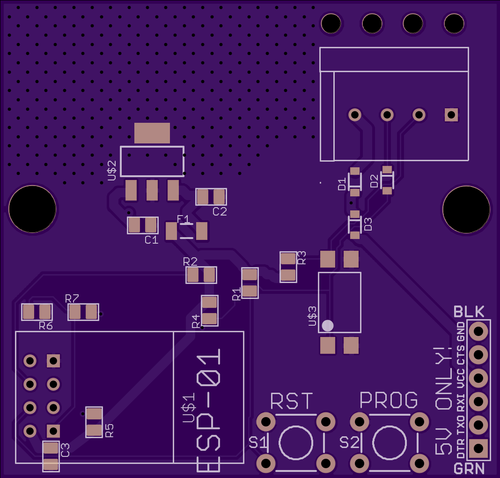 D1
D2
U$2
C2
C1
F1
D3
R2
R3
R1
R7
R6
R4
U$3
BLK
GND
CTS
VCC
RXI
TXO
DTR
GRN
5V ONLY!
RST
PROG
S1
S2
U$1
ESP-01
R5
C3